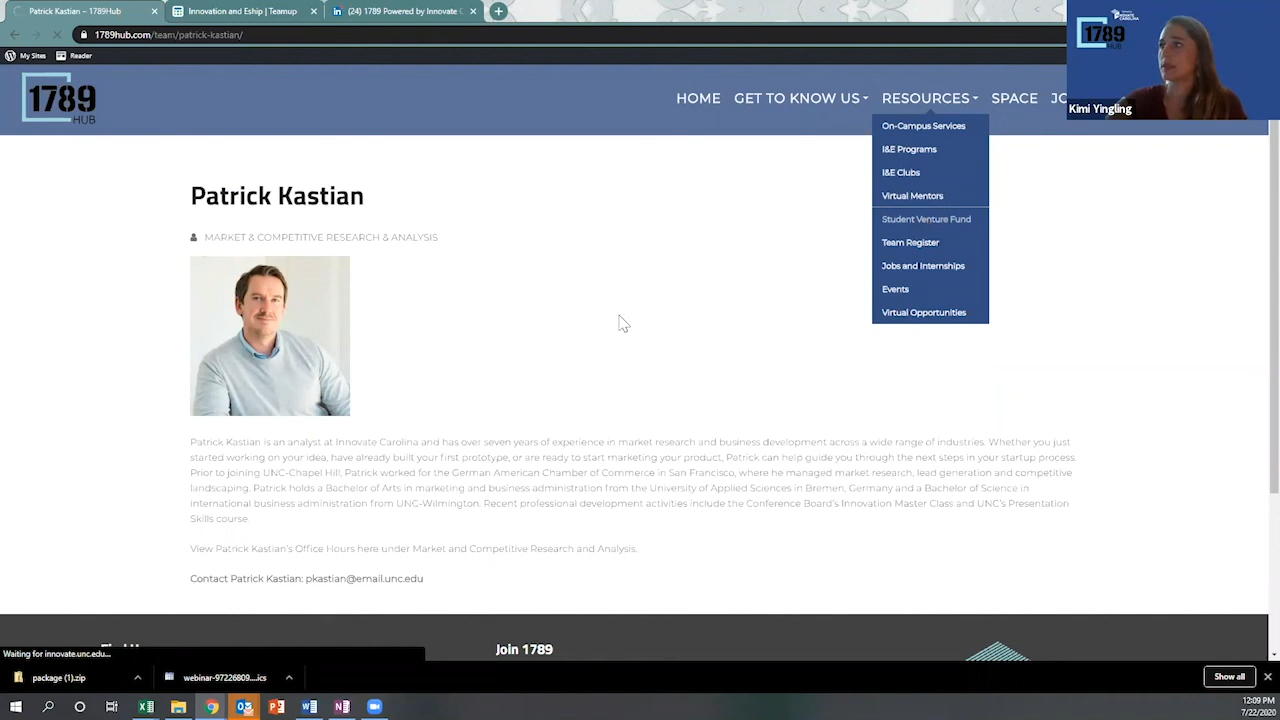 Patrick Kastian – 1789Hub
Innovation and Eship | Teamup
(24) 1789 Powered by Innovate C
1789hub.com/team/patrick-kastian/
My Sites
Reader
1789
HUB
HOME
GET TO KNOW US
RESOURCES
SPACE
On-Campus Services
I&E Programs
I&E Clubs
Virtual Mentors
Student Venture Fund
Team Register
Jobs and Internships
Events
Virtual Opportunities
CAROLINA
1789
HUB
Kimi Yingling
Patrick Kastian
MARKET & COMPETITIVE RESEARCH & ANALYSIS
Patrick Kastian is an analyst at Innovate Carolina and has over seven years of experience in market research and business development across a wide range of industries. Whether you just
started working on your idea, have already built your first prototype, or are ready to start marketing your product, Patrick can help guide you through the next steps in your startup process.
Prior to joining UNC-Chapel Hill, Patrick worked for the German American Chamber of Commerce in San Francisco, where he managed market research, lead generation and competitive
landscaping. Patrick holds a Bachelor of Arts in marketing and business administration from the University of Applied Sciences in Bremen, Germany and a Bachelor of Science in
international business administration from UNC-Wilmington. Recent professional development activities include the Conference Board's Innovation Master Class and UNC's Presentation
Skills course.
View Patrick Kastian's Office Hours here under Market and Competitive Research and Analysis.
Contact Patrick Kastian: pkastian@email.unc.edu
Join 1789
Waiting for innovate.unc.edu...
package (1).zip
webinar-97226809....ics
Show all
12:09 PM
7/22/2020